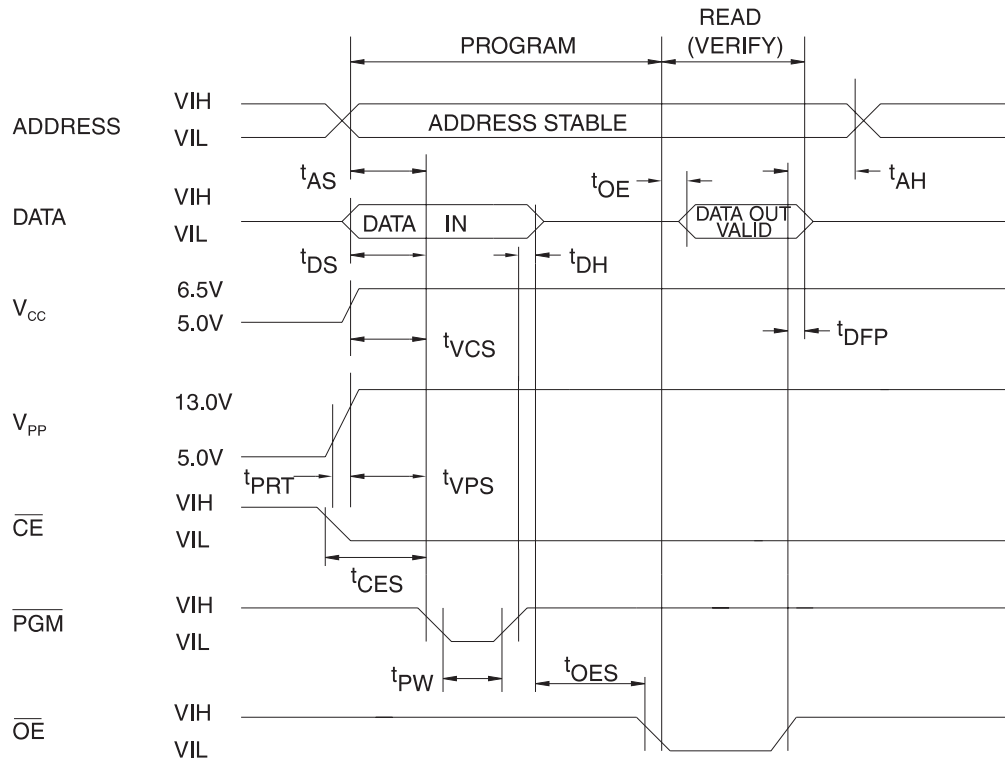 READ
PROGRAM (VERIFY)
ADDRESS VIH
VIL ADDRESS STABLE
tAS tOE tAH
DATA VIH
VIL DATA IN DATA OUT
VALID
tDS tDH
VCC 6.5V
5.0V
tVCS tDFP
VPP 13.0V
5.0V
tPRT tVPS
CE VIH
VIL
tCES
PGM VIH
VIL
tPW tOES
OE VIH
VIL